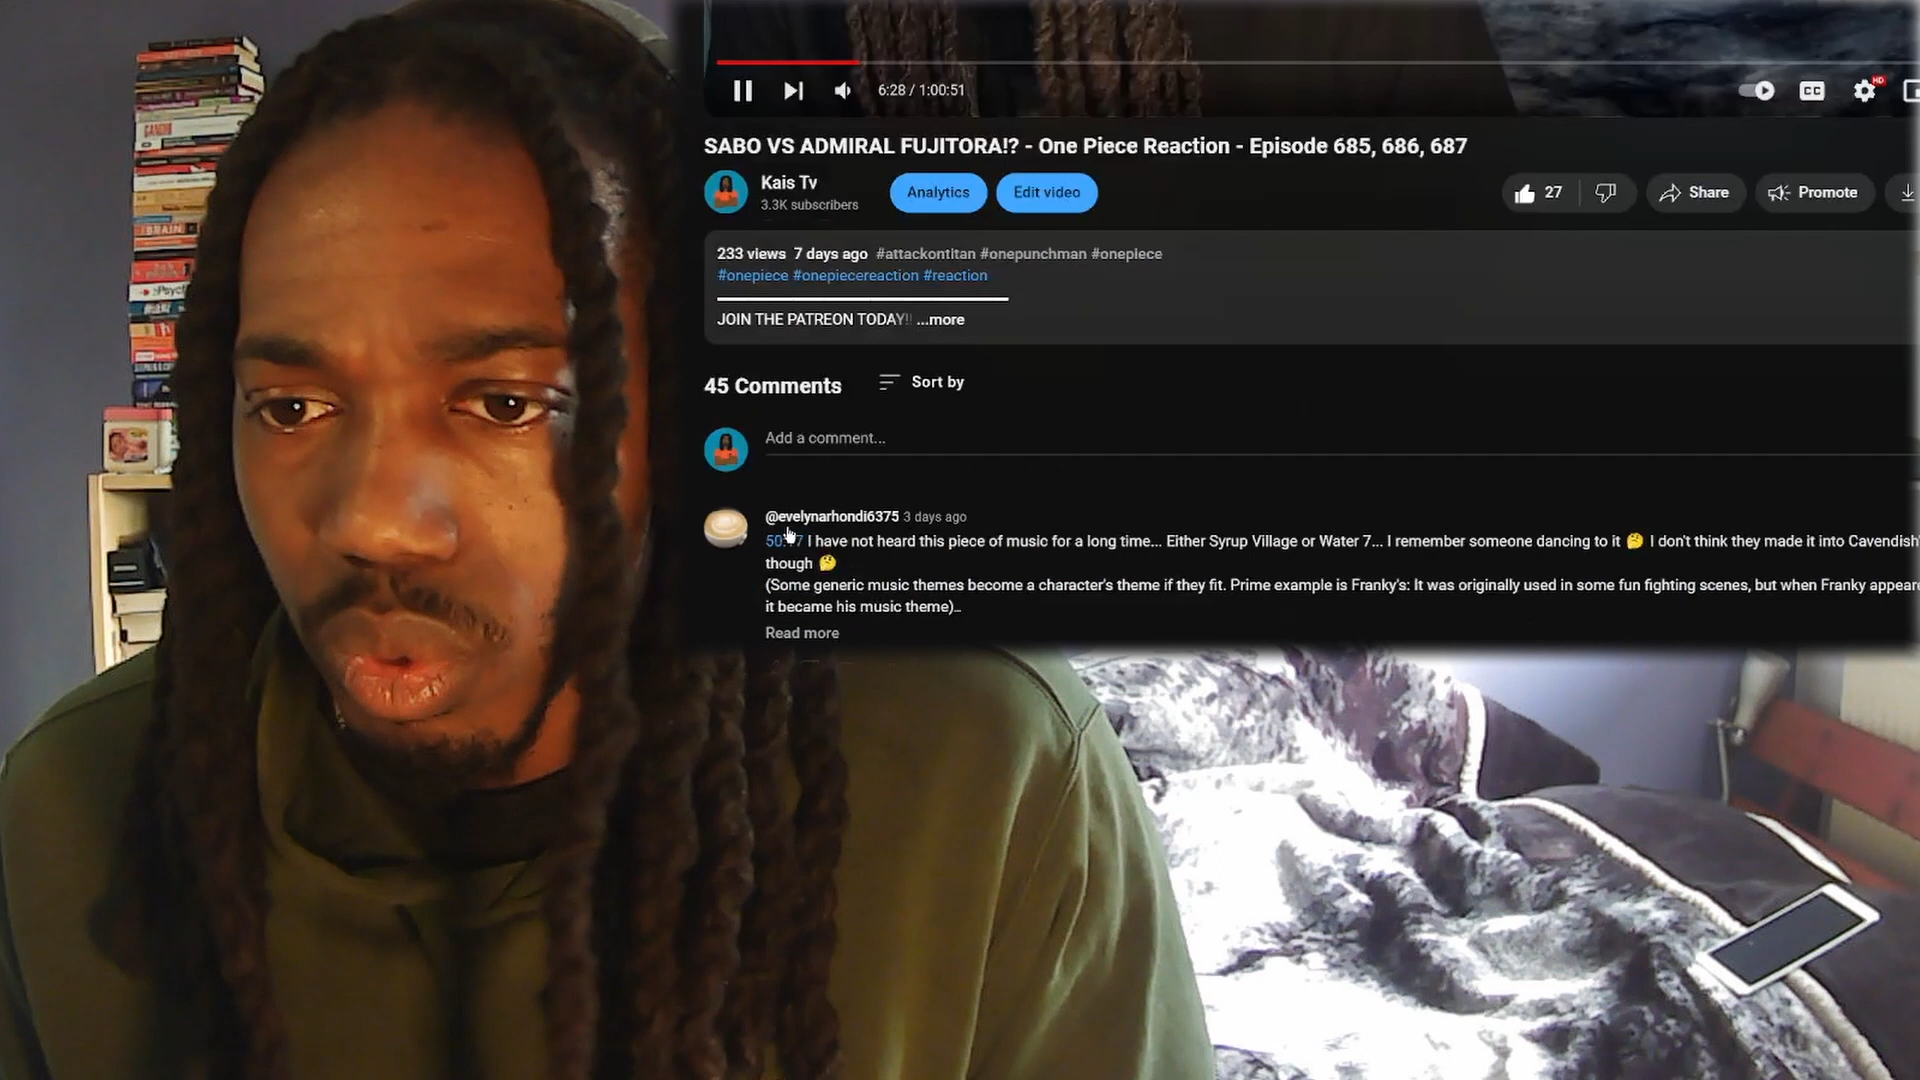 6:28 / 1:00:51
CC
HD
SABO VS ADMIRAL FUJITORA!? - One Piece Reaction - Episode 685, 686, 687
Kais Tv
3.3K subscribers
Analytics
Edit video
27
Share
Promote
233 views 7 days ago #attackontitan #onepunchman #onepiece
#onepiece #onepiecereaction #reaction
JOIN THE PATREON TODAY!! ...more
45 Comments
Sort by
Add a comment...
@evelynarhondi6375 3 days ago
I have not heard this piece of music for a long time... Either Syrup Village or Water 7... I remember someone dancing to it 🤔 I don't think they made it into Cavendish'
though 🤔
(Some generic music themes become a character's theme if they fit. Prime example is Franky's: It was originally used in some fun fighting scenes, but when Franky appeare
it became his music theme)...
Read more
GANDHI
BRAIN